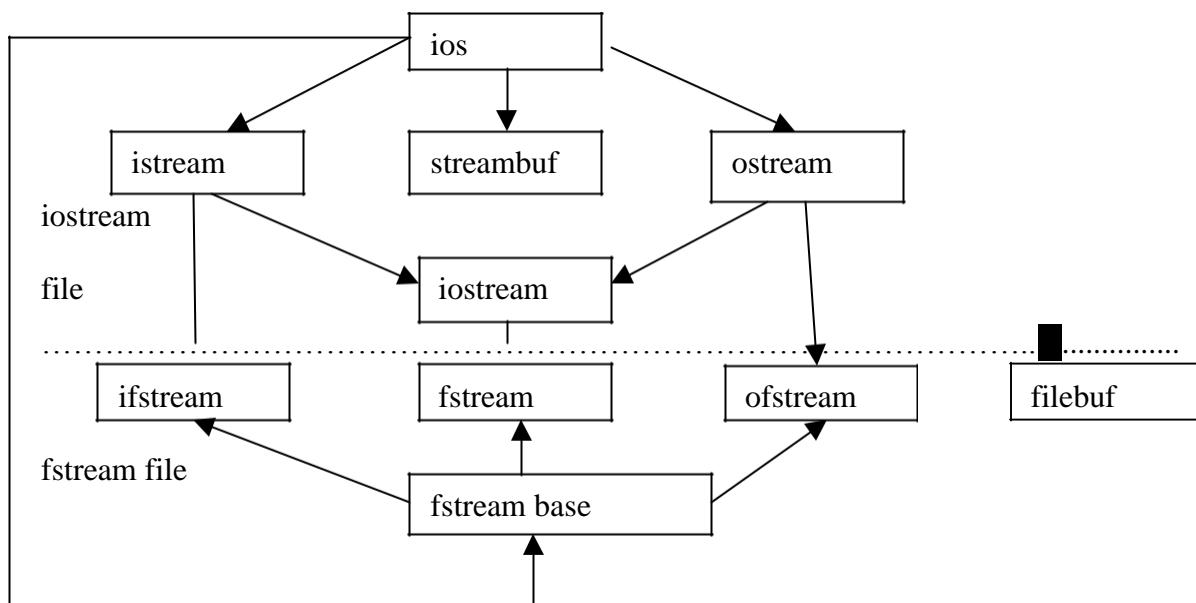 ios
istream
streambuf
ostream
iostream
file
iostream
ifstream
fstream
ofstream
filebuf
fstream file
fstream base